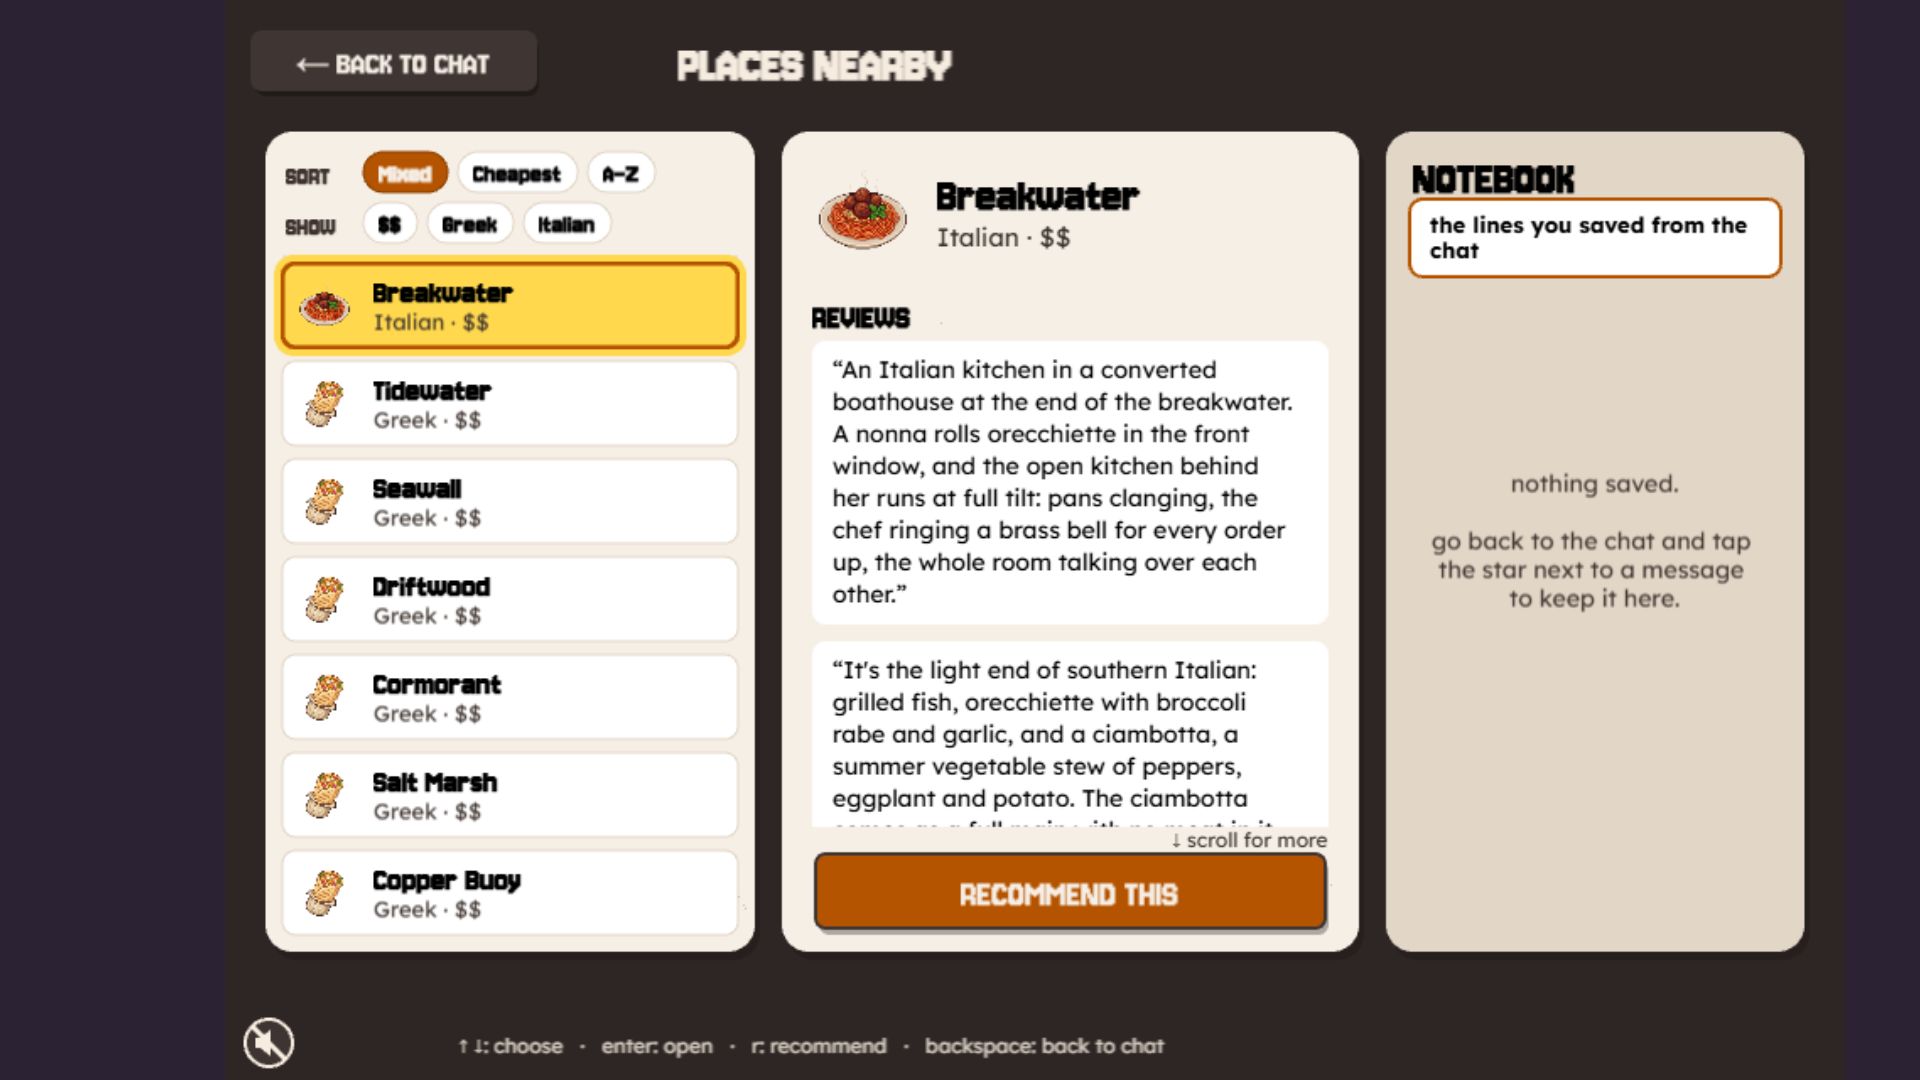 ← BACK TO CHAT
PLACES NEARBY
SORT
Mixed
Cheapest
A-Z
SHOW
$$
Greek
Italian
Breakwater
Italian · $$
Tidewater
Greek · $$
Seawall
Greek · $$
Driftwood
Greek · $$
Cormorant
Greek · $$
Salt Marsh
Greek · $$
Copper Buoy
Greek · $$
Breakwater
Italian · $$
REVIEWS
“An Italian kitchen in a converted
boathouse at the end of the breakwater.
A nonna rolls orecchiette in the front
window, and the open kitchen behind
her runs at full tilt: pans clanging, the
chef ringing a brass bell for every order
up, the whole room talking over each
other.”
“It's the light end of southern Italian:
grilled fish, orecchiette with broccoli
rabe and garlic, and a ciambotta, a
summer vegetable stew of peppers,
eggplant and potato. The ciambotta
↓ scroll for more
RECOMMEND THIS
NOTEBOOK
the lines you saved from the
chat
nothing saved.
go back to the chat and tap
the star next to a message
to keep it here.
↑ ↓: choose · enter: open · r: recommend · backspace: back to chat